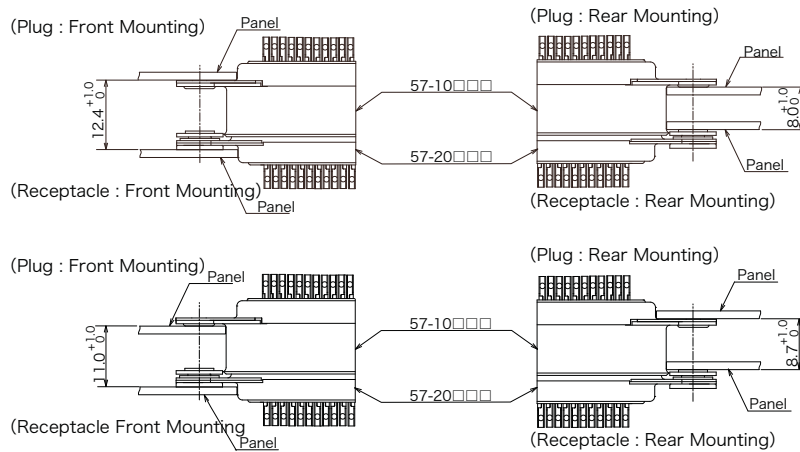 (Plug : Front Mounting)
Panel
12.4 +1.0 0
(Receptacle : Front Mounting)
Panel
57-10□□□
57-20□□□
(Plug : Rear Mounting)
Panel
8.0 +1.0 0
Panel
(Receptacle : Rear Mounting)
(Plug : Front Mounting)
Panel
11.0 +1.0 0
(Receptacle Front Mounting
Panel
57-10□□□
57-20□□□
(Plug : Rear Mounting)
Panel
8.7 +1.0 0
Panel
(Receptacle : Rear Mounting)